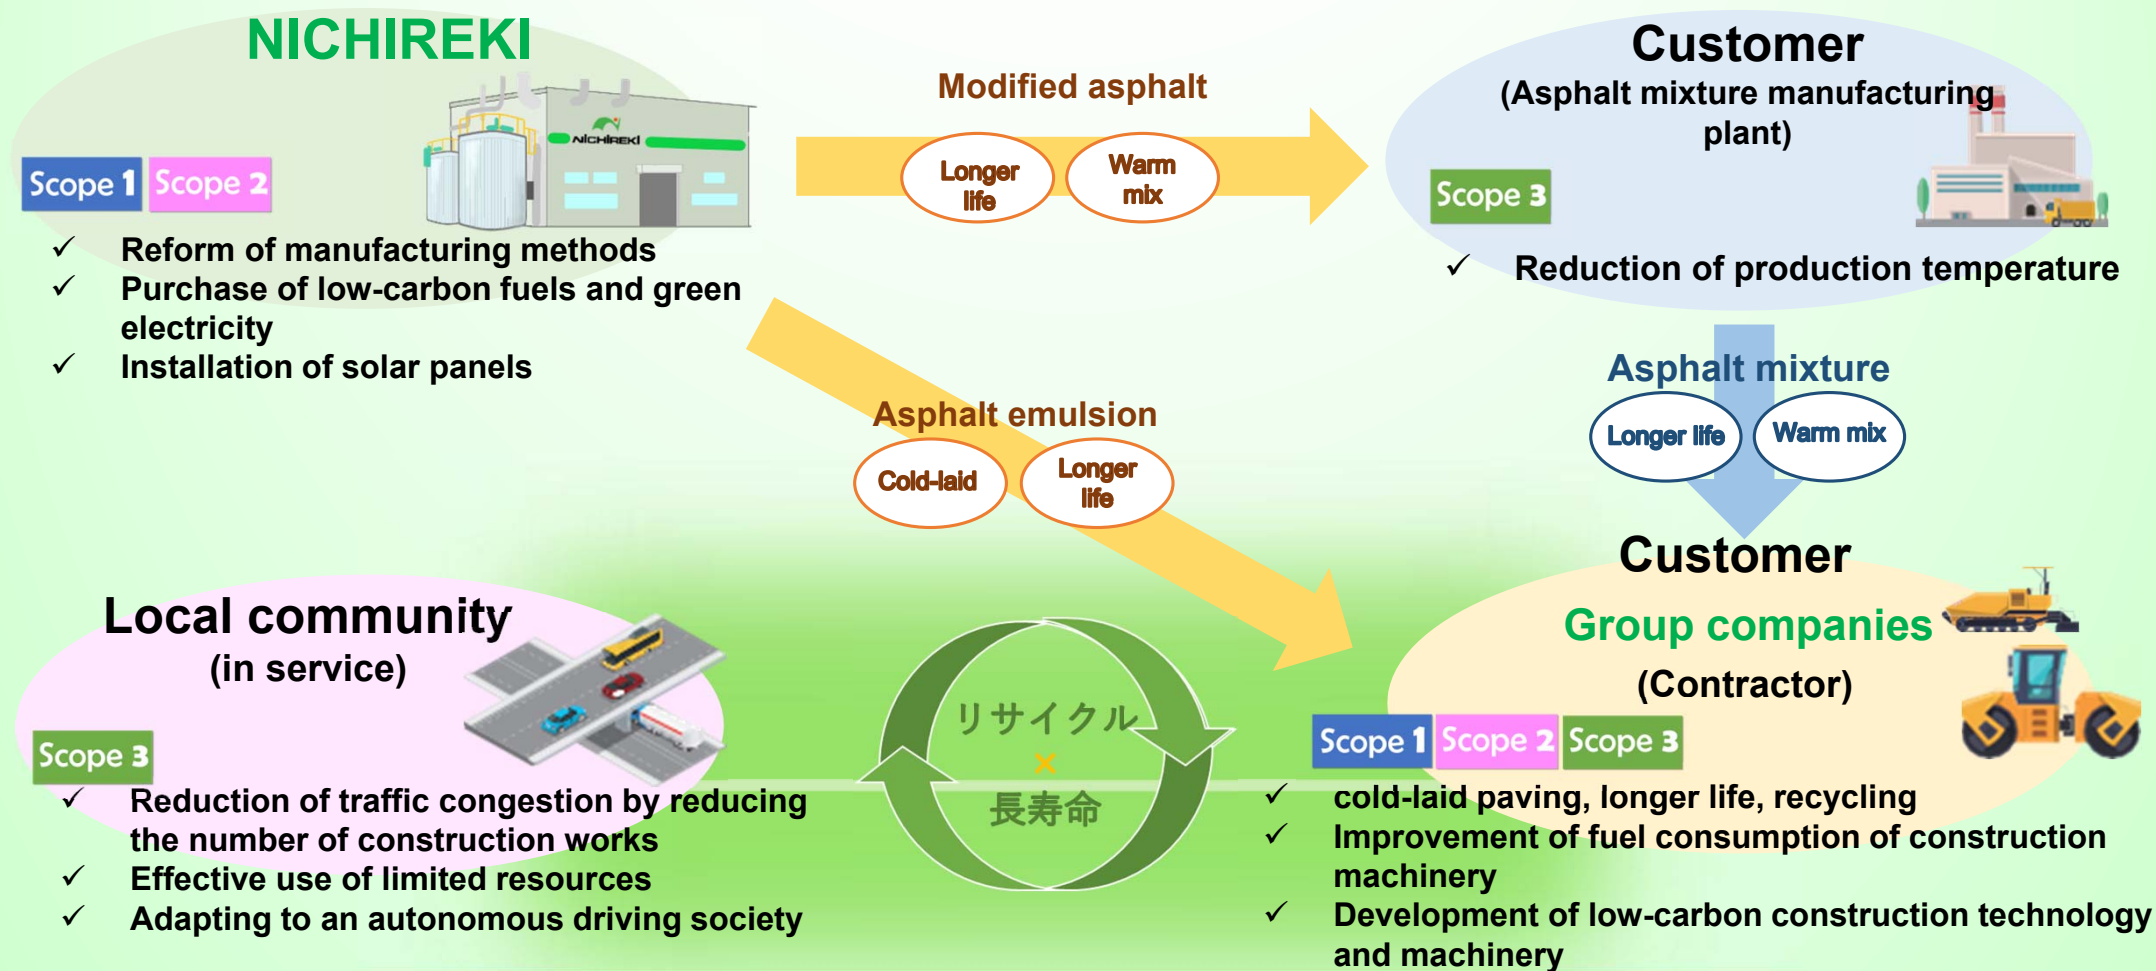 NICHIREKI
NICHIREKI
Scope 1 Scope 2
✓ Reform of manufacturing methods
✓ Purchase of low-carbon fuels and green
electricity
✓ Installation of solar panels
Modified asphalt
Longer
life
Warm
mix
Customer
(Asphalt mixture manufacturing
plant)
Scope 3
✓ Reduction of production temperature
Asphalt mixture
Longer life
Warm mix
Asphalt emulsion
Cold-laid
Longer
life
Customer
Group companies
(Contractor)
Scope 1 Scope 2 Scope 3
✓ cold-laid paving, longer life, recycling
✓ Improvement of fuel consumption of construction
machinery
✓ Development of low-carbon construction technology
and machinery
リサイクル
×
長寿命
Local community
(in service)
Scope 3
✓ Reduction of traffic congestion by reducing
the number of construction works
✓ Effective use of limited resources
✓ Adapting to an autonomous driving society